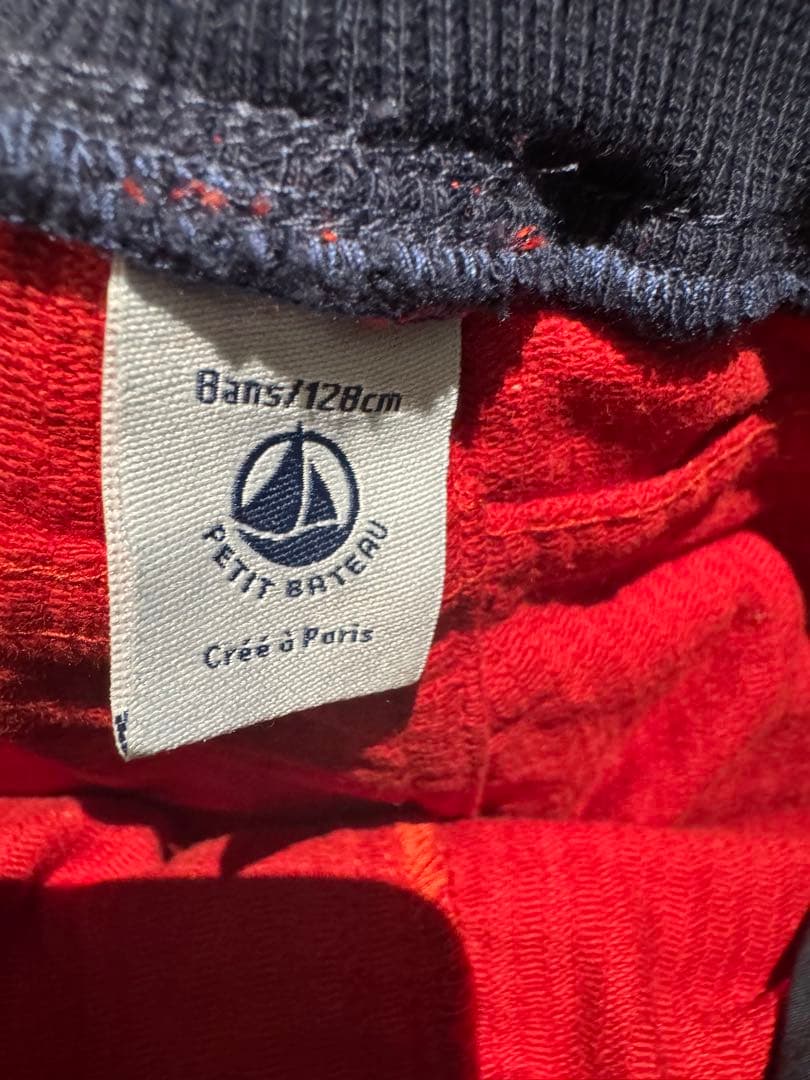 8ans/128cm
PETIT BATEAU
Créé à Paris